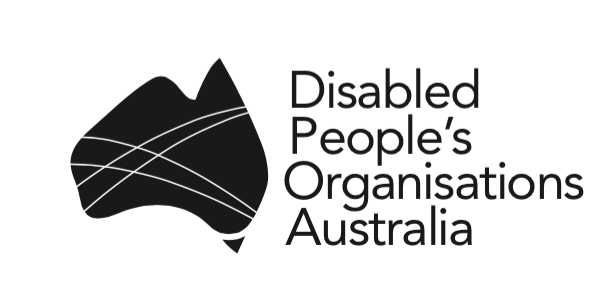 Disabled
People’s
Organisations
Australia